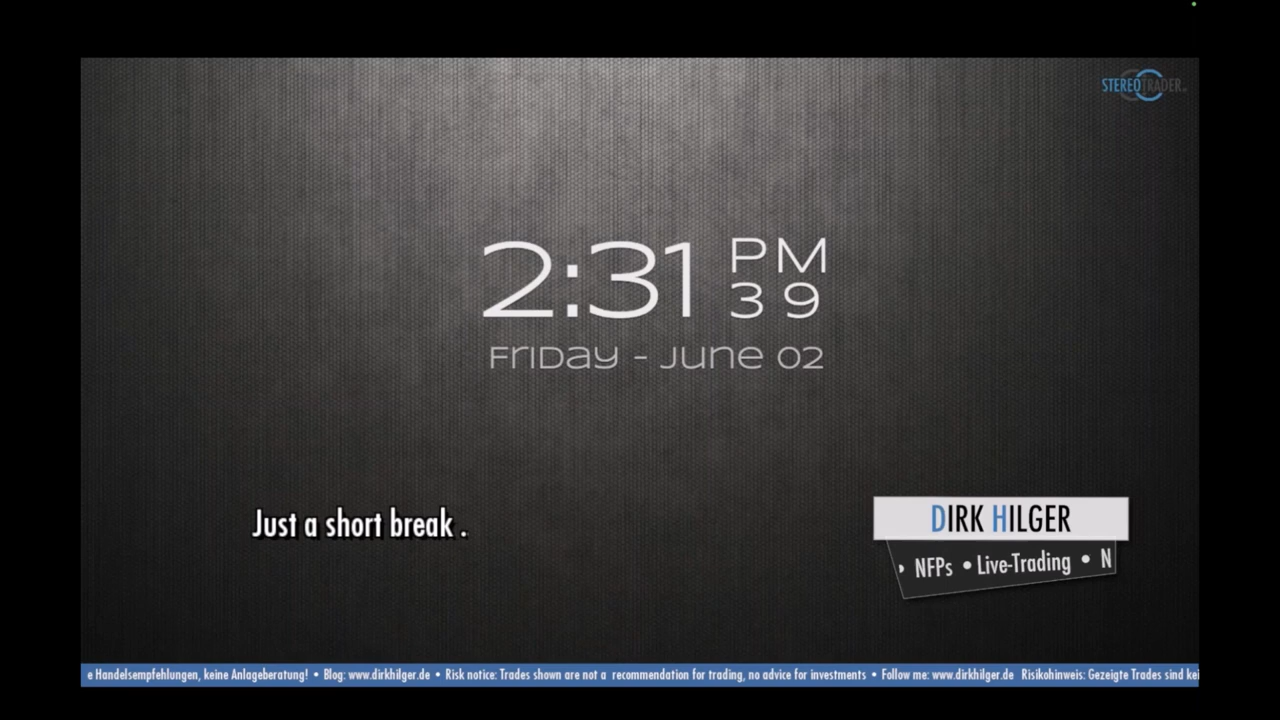 STEREOTRADER
2:31 PM
39
Friday - June 02
Just a short break .
DIRK HILGER
NFPs • Live-Trading • N
e Handelsempfehlungen, keine Anlageberatung! • Blog: www.dirkhilger.de • Risk notice: Trades shown are not a recommendation for trading, no advice for investments • Follow me: www.dirkhilger.de Risikohinweis: Gezeigte Trades sind kei